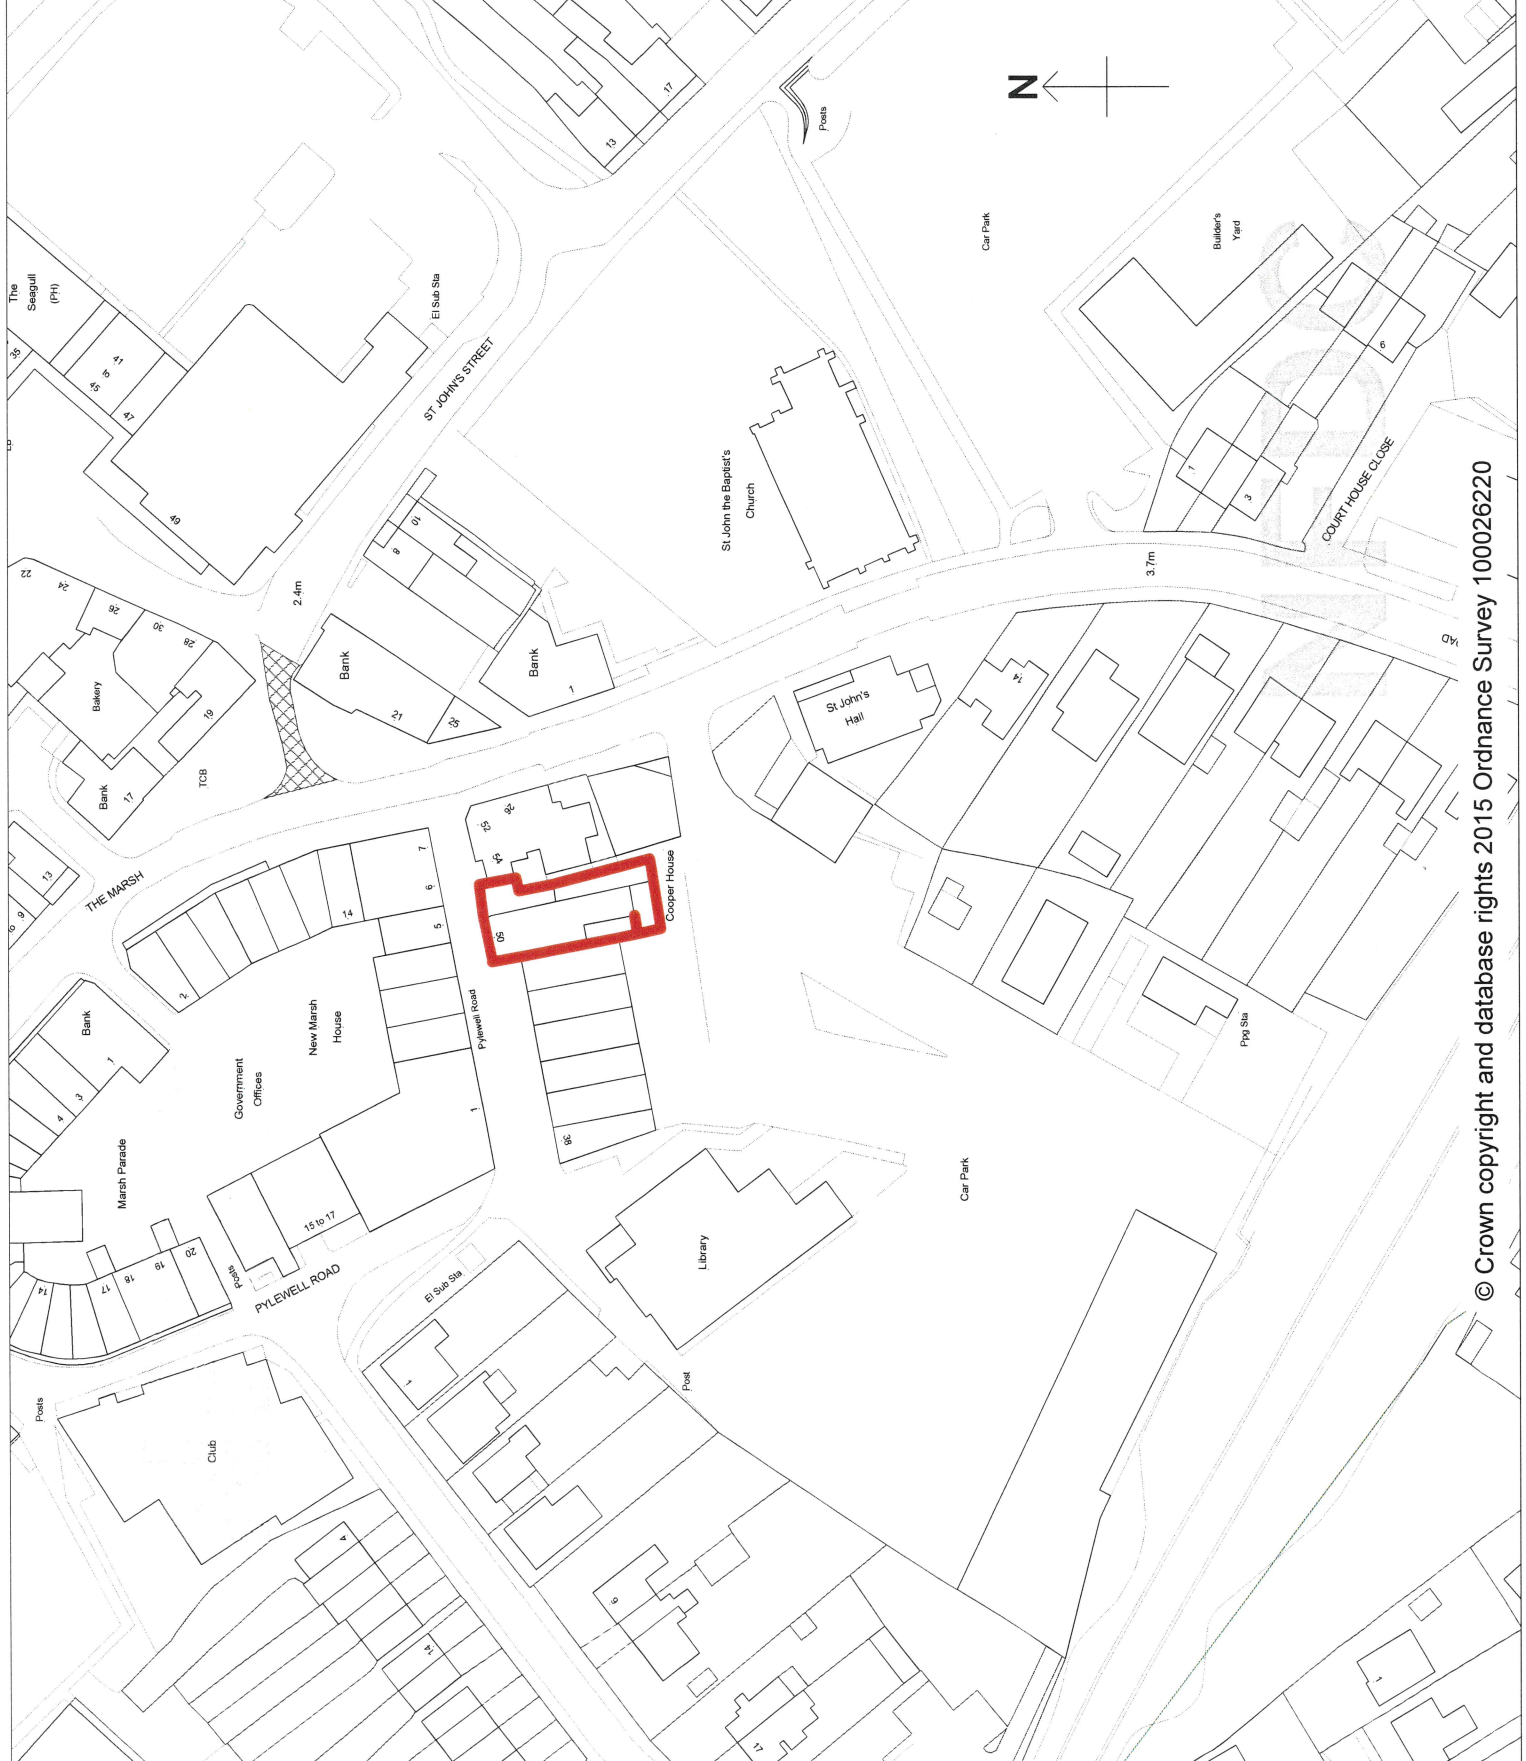 The
Seagull
(PH)
35
41
to
45
47
LB
49
El Sub Sta
ST JOHN'S STREET
13
17
Posts
N
Car Park
Builder's
Yard
6
1
3
COURT HOUSE CLOSE
3.7m
St John the Baptist's
Church
22
24
26
30
28
2.4m
8
10
Bakery
Bank
Bank
1
21
25
19
Bank
17
TCB
THE MARSH
13
9
St John's
Hall
14
52
54
26
7
6
5
14
2
50
Cooper House
Bank
1
3
4
New Marsh
House
Government
Offices
Pylewell Road
1
38
Marsh Parade
15 to 17
Posts
PYLEWELL ROAD
14
17
18
19
20
El Sub Sta
Library
Car Park
Ppg Sta
Post
Posts
Club
1
4
14
9
17
1
NFDC
© Crown copyright and database rights 2015 Ordnance Survey 100026220